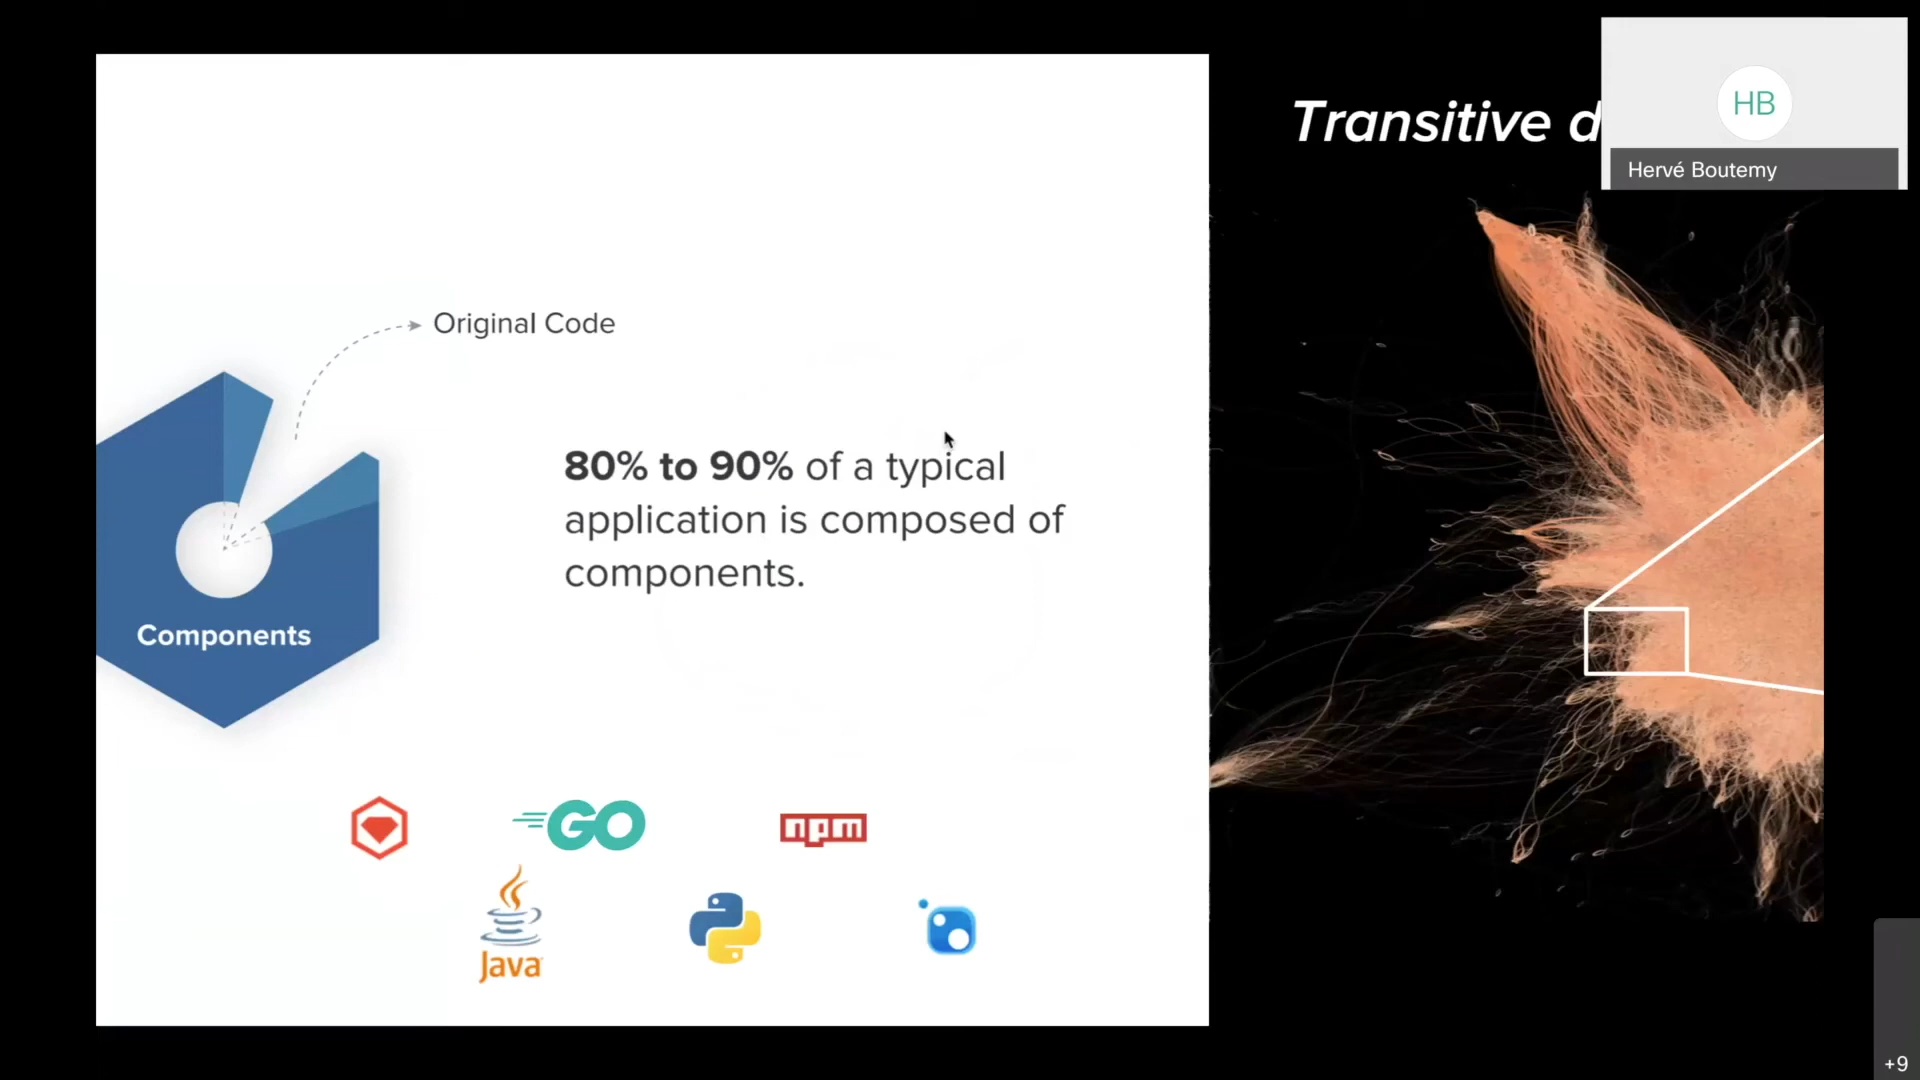 Original Code
80% to 90% of a typical
application is composed of
components.
Components
GO
npm
Java
Transitive d
HB
Hervé Boutemy
+9